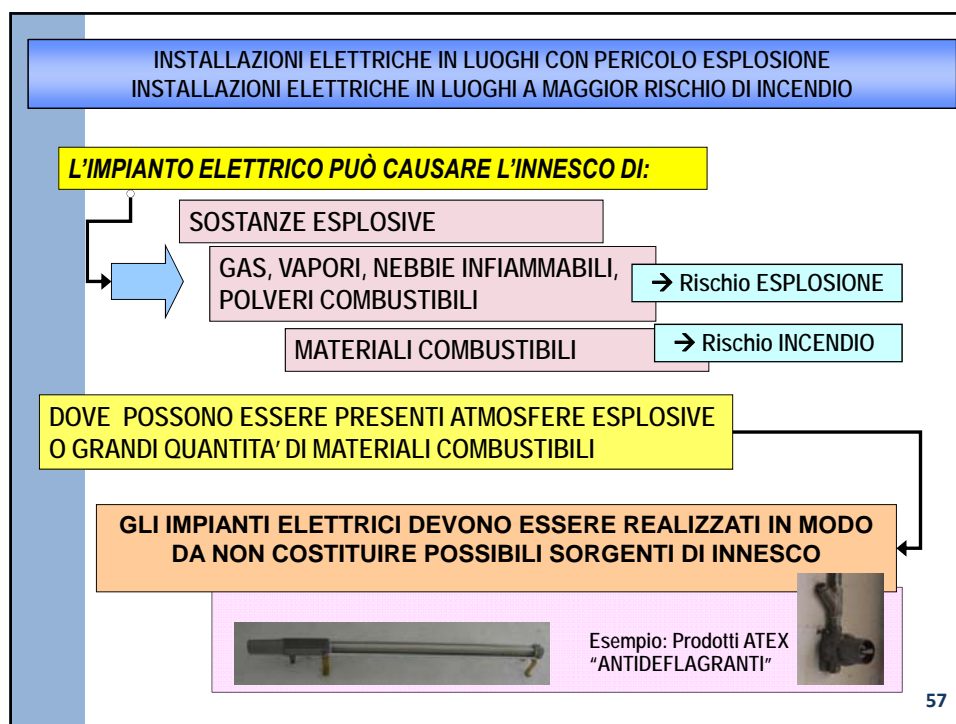 INSTALLAZIONI ELETTRICHE IN LUOGHI CON PERICOLO ESPLOSIONE
INSTALLAZIONI ELETTRICHE IN LUOGHI A MAGGIOR RISCHIO DI INCENDIO
L'IMPIANTO ELETTRICO PUÒ CAUSARE L'INNESCO DI:
SOSTANZE ESPLOSIVE
GAS, VAPORI, NEBBIE INFIAMMABILI,
POLVERI COMBUSTIBILI
→ Rischio ESPLOSIONE
MATERIALI COMBUSTIBILI
→ Rischio INCENDIO
DOVE POSSONO ESSERE PRESENTI ATMOSFERE ESPLOSIVE
O GRANDI QUANTITA' DI MATERIALI COMBUSTIBILI
GLI IMPIANTI ELETTRICI DEVONO ESSERE REALIZZATI IN MODO
DA NON COSTITUIRE POSSIBILI SORGENTI DI INNESCO
Esempio: Prodotti ATEX
"ANTIDEFLAGRANTI"
57